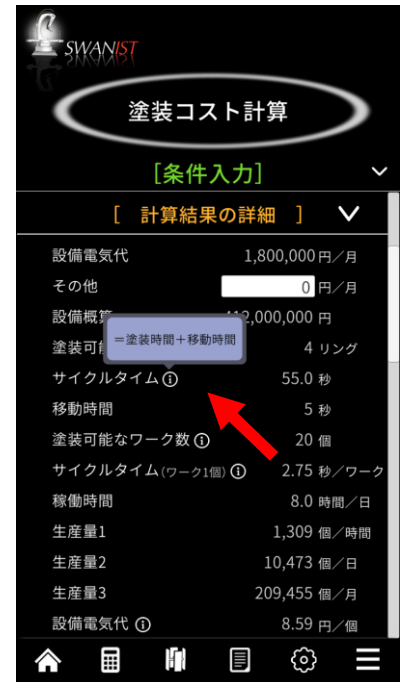 SWANIST
塗装コスト計算
[条件入力]
[ 計算結果の詳細 ]
設備電気代 1,800,000 円／月
その他 0 円／月
設備概算 12,000,000 円
＝塗装時間＋移動時間
塗装可 4 リング
サイクルタイム 55.0 秒
移動時間 5 秒
塗装可能なワーク数 20 個
サイクルタイム(ワーク1個) 2.75 秒／ワーク
稼働時間 8.0 時間／日
生産量1 1,309 個／時間
生産量2 10,473 個／日
生産量3 209,455 個／月
設備電気代 8.59 円／個